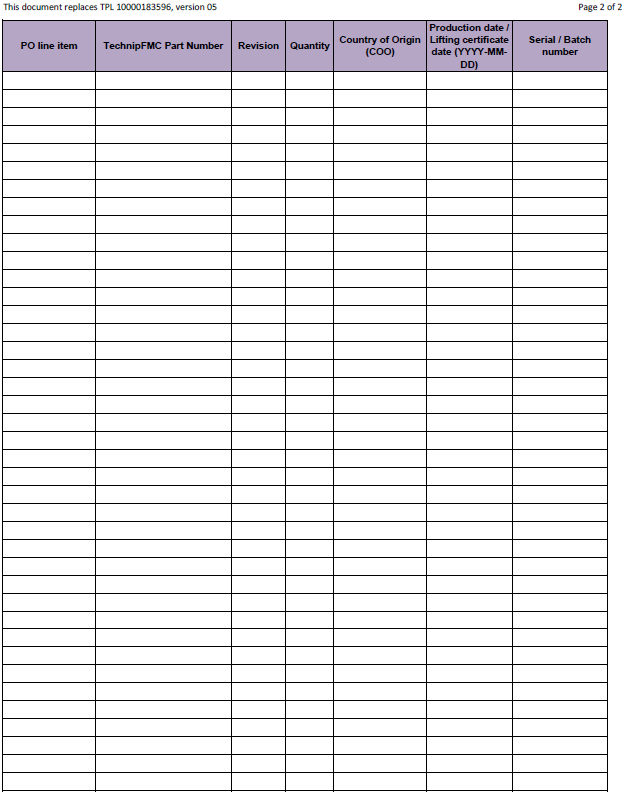 This document replaces TPL 10000183596, version 05
Page 2 of 2
PO line item
TechnipFMC Part Number
Revision
Quantity
Country of Origin
(COO)
Production date /
Lifting certificate
date (YYYY-MM-
DD)
Serial / Batch
number